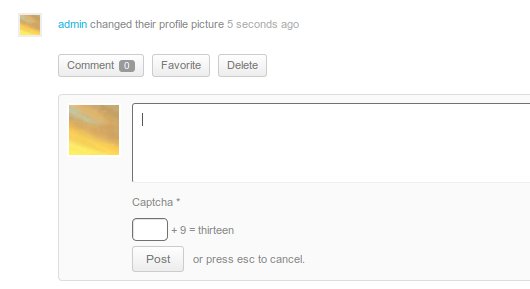 admin changed their profile picture 5 seconds ago
Comment 0 Favorite Delete
Captcha *
+ 9 = thirteen
Post or press esc to cancel.